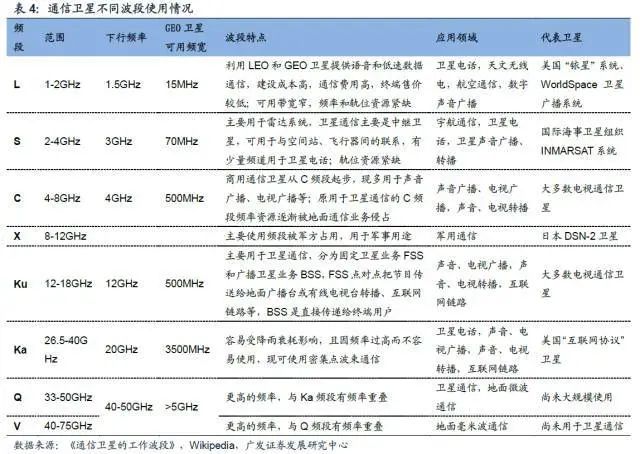 表 4：通信卫星不同波段使用情况
频段 范围 下行频率 GEO 卫星可用频宽 波段特点 应用领域 代表卫星
L 1-2GHz 1.5GHz 15MHz 利用 LEO 和 GEO 卫星提供语音和低速数据通信，建设成本高，通信费用高，终端售价较低；可用带宽窄，频率和轨位资源紧缺 卫星电话，天文无线电，航空通信，数字声音广播 美国"铱星"系统、WorldSpace 卫星广播系统
S 2-4GHz 3GHz 70MHz 主要用于雷达系统，卫星通信主要是中继卫星，可用于与空间站、飞行器间的联系，有少量频道用于卫星电话；轨位资源紧缺 宇航通信，卫星电话，卫星声音广播、转播 国际海事卫星组织 INMARSAT 系统
C 4-8GHz 4GHz 500MHz 商用通信卫星从 C 频段起步，现多用于声音广播、电视广播等；原用于卫星通信的 C 频段频率资源逐渐被地面通信业务侵占 声音广播、电视广播，声音、电视转播 大多数电视通信卫星
X 8-12GHz 主要使用频段被军方占用，用于军事用途 军用通信 日本 DSN-2 卫星
Ku 12-18GHz 12GHz 500MHz 主要用于卫星通信，分为固定卫星业务 FSS 和广播卫星业务 BSS，FSS 点对点把节目传送给地面广播台或有线电视台转播、互联网链路等，BSS 是直接传递给终端用户 声音、电视广播，声音、电视转播，互联网链路 大多数电视通信卫星
Ka 26.5-40GHz 20GHz 3500MHz 容易受降雨衰耗影响，且因频率过高而不容易使用、现可使用密集点波束通信 卫星电话，声音、电视广播，声音、电视转播，互联网链路 美国"互联网协议"卫星
Q 33-50GHz 40-50GHz >5GHz 更高的频率，与 Ka 频段有频率重叠 卫星通信，地面微波通信 尚未大规模使用
V 40-75GHz 更高的频率，与 Q 频段有频率重叠 地面毫米波通信 尚未用于卫星通信
数据来源：《通信卫星的工作波段》，Wikipedia、广发证券发展研究中心